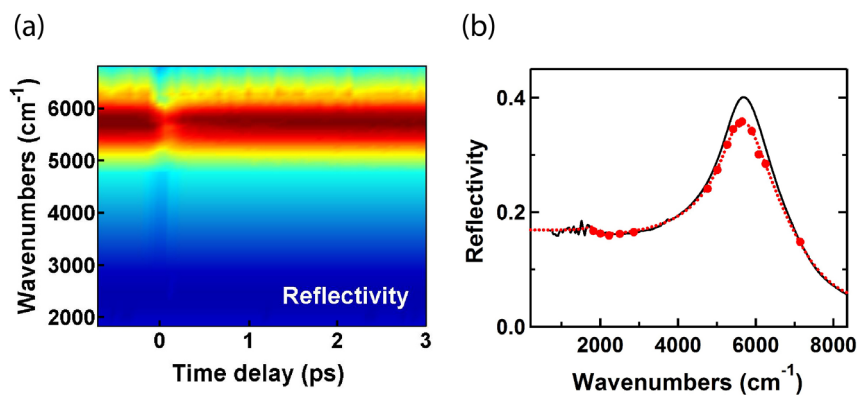 (a)
Wavenumbers (cm⁻¹)
6000
5000
4000
3000
2000
Reflectivity
0 1 2 3
Time delay (ps)
(b)
Reflectivity
0.4
0.2
0.0
2000 4000 6000 8000
Wavenumbers (cm⁻¹)